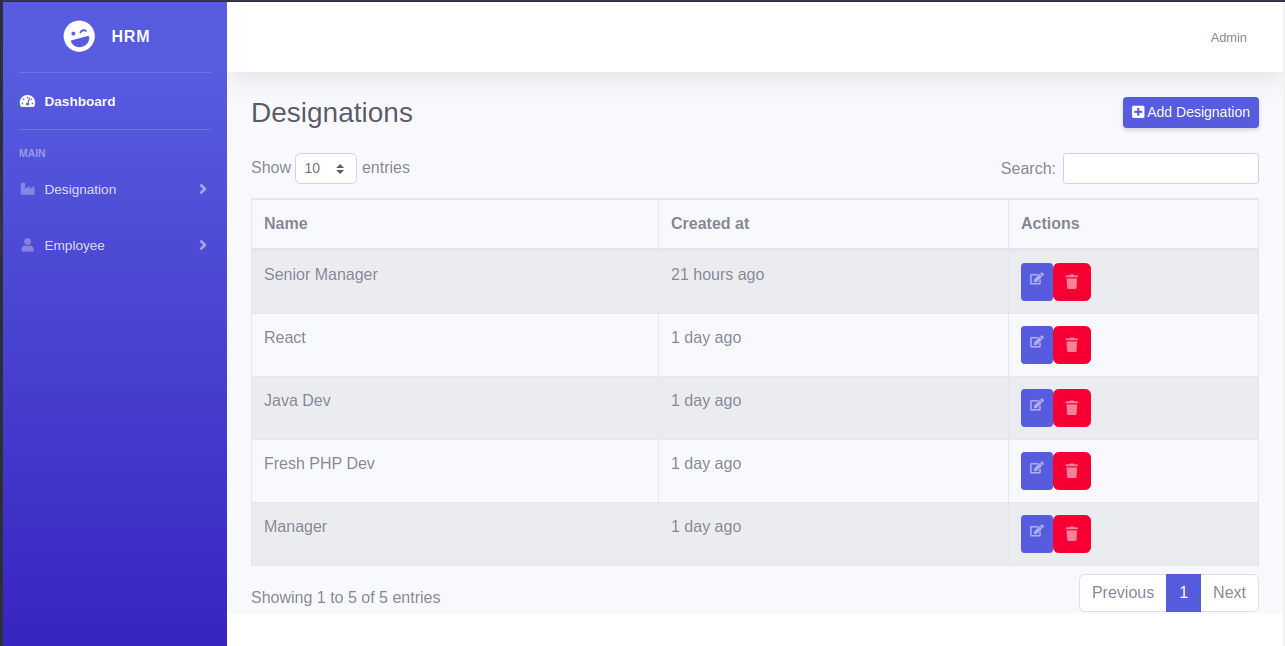 HRM
Admin
Dashboard
MAIN
Designation
Employee
Designations
Add Designation
Show 10 entries
Search:
Name Created at Actions
Senior Manager 21 hours ago
React 1 day ago
Java Dev 1 day ago
Fresh PHP Dev 1 day ago
Manager 1 day ago
Showing 1 to 5 of 5 entries
Previous 1 Next